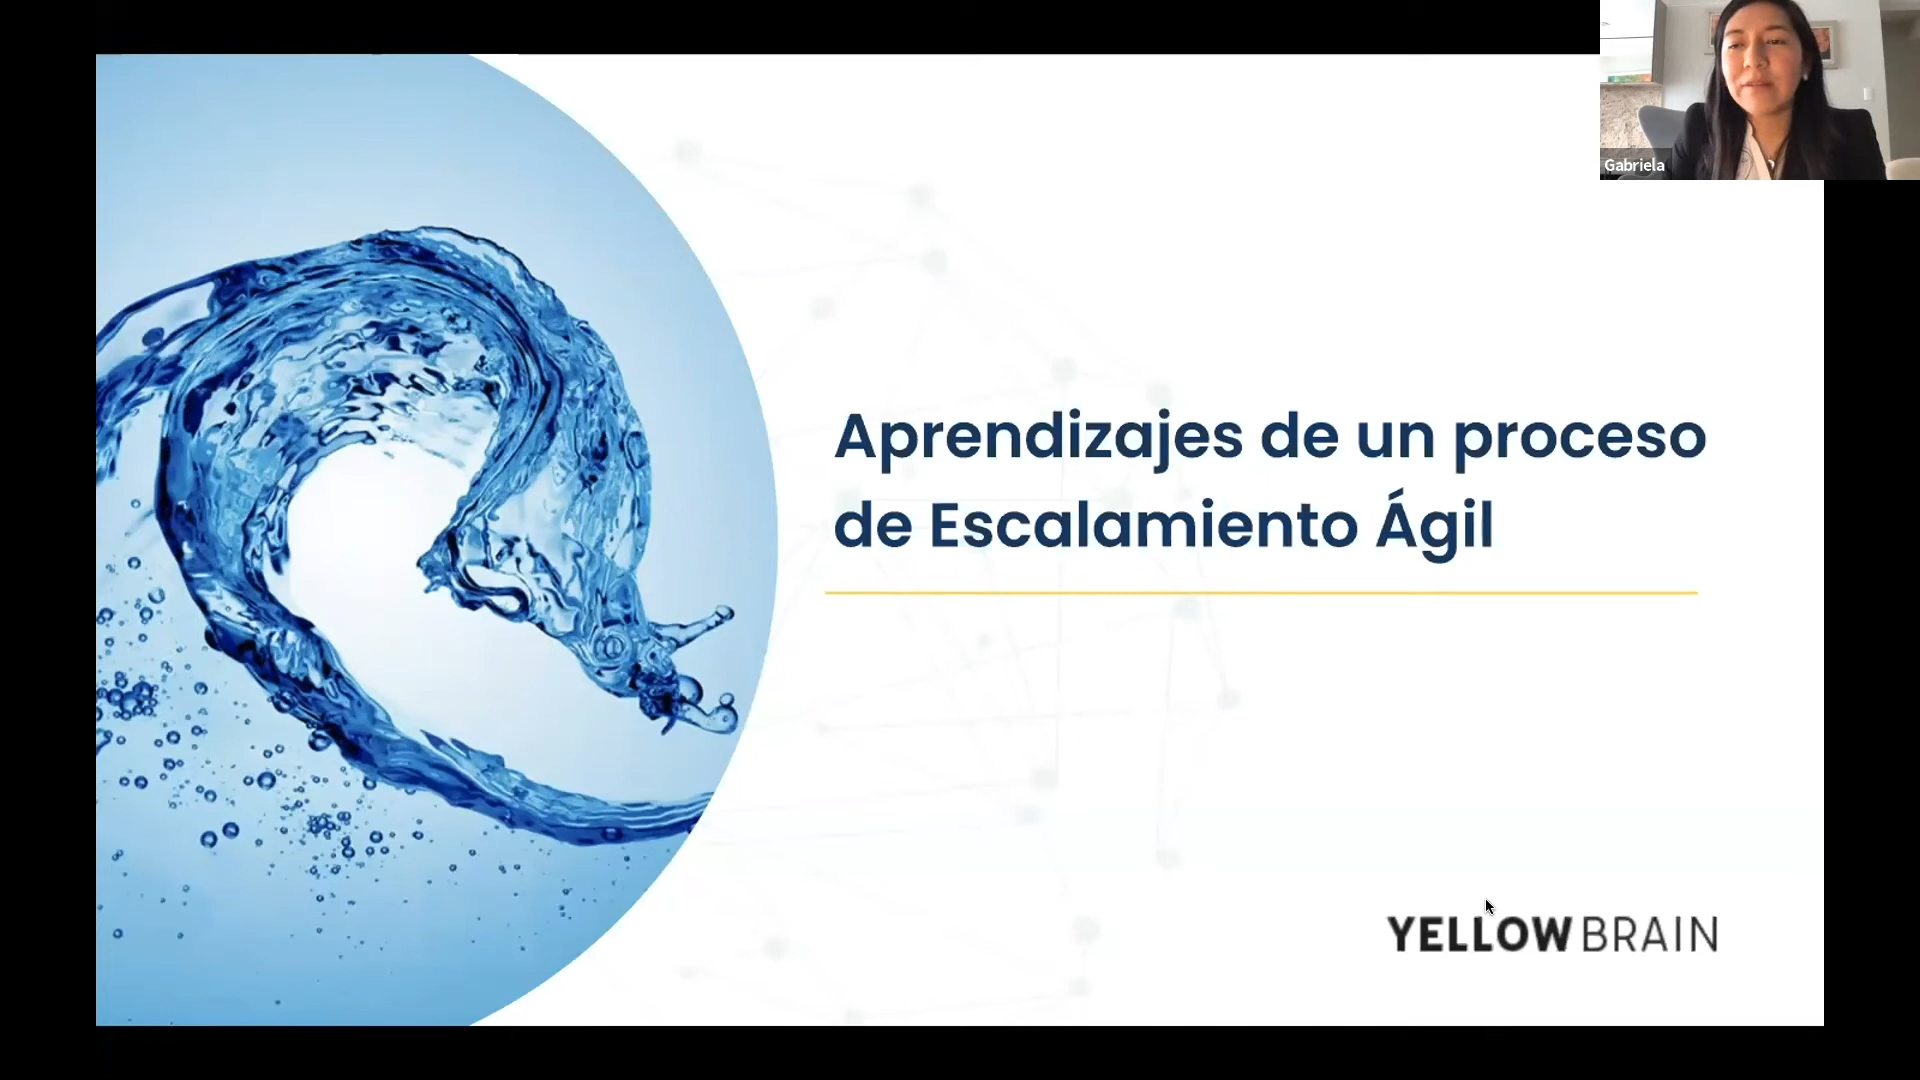 Gabriela
Aprendizajes de un proceso
de Escalamiento Ágil
YELLOWBRAIN